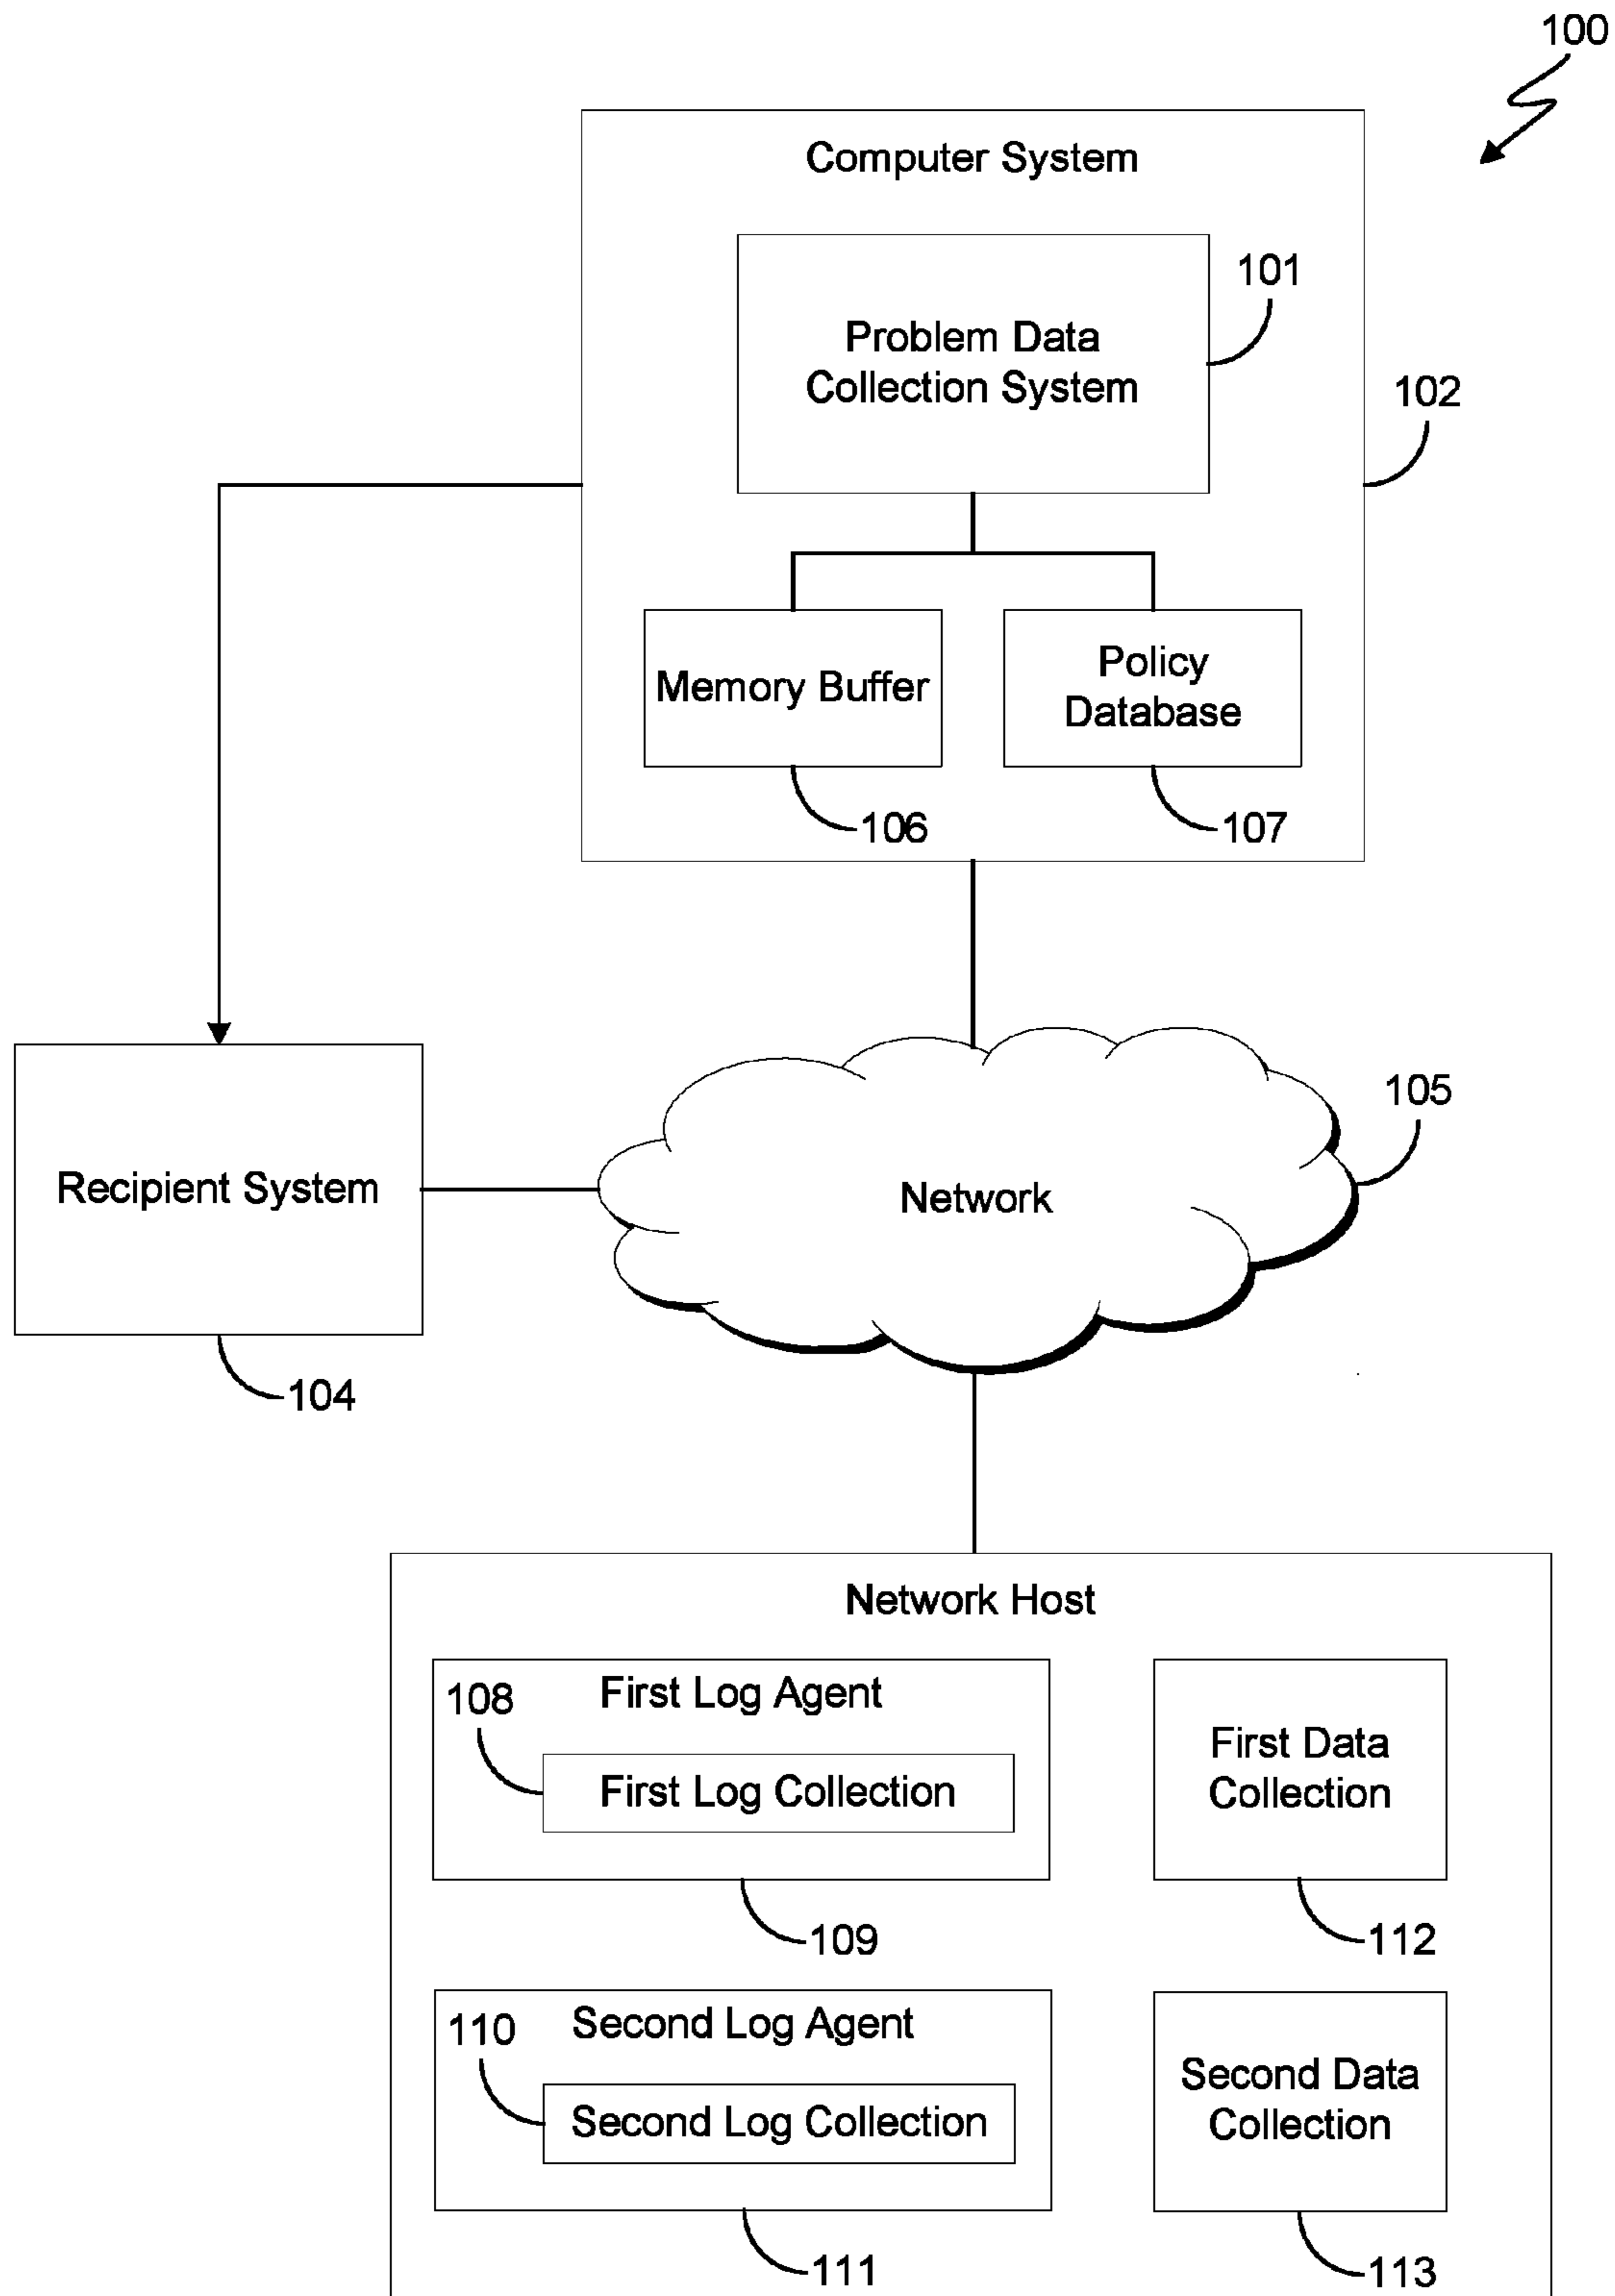 100
Computer System
101
Problem Data
Collection System
102
Memory Buffer
Policy
Database
106
107
105
Recipient System
Network
104
Network Host
108
First Log Agent
First Log Collection
First Data
Collection
109
112
110
Second Log Agent
Second Log Collection
Second Data
Collection
111
113